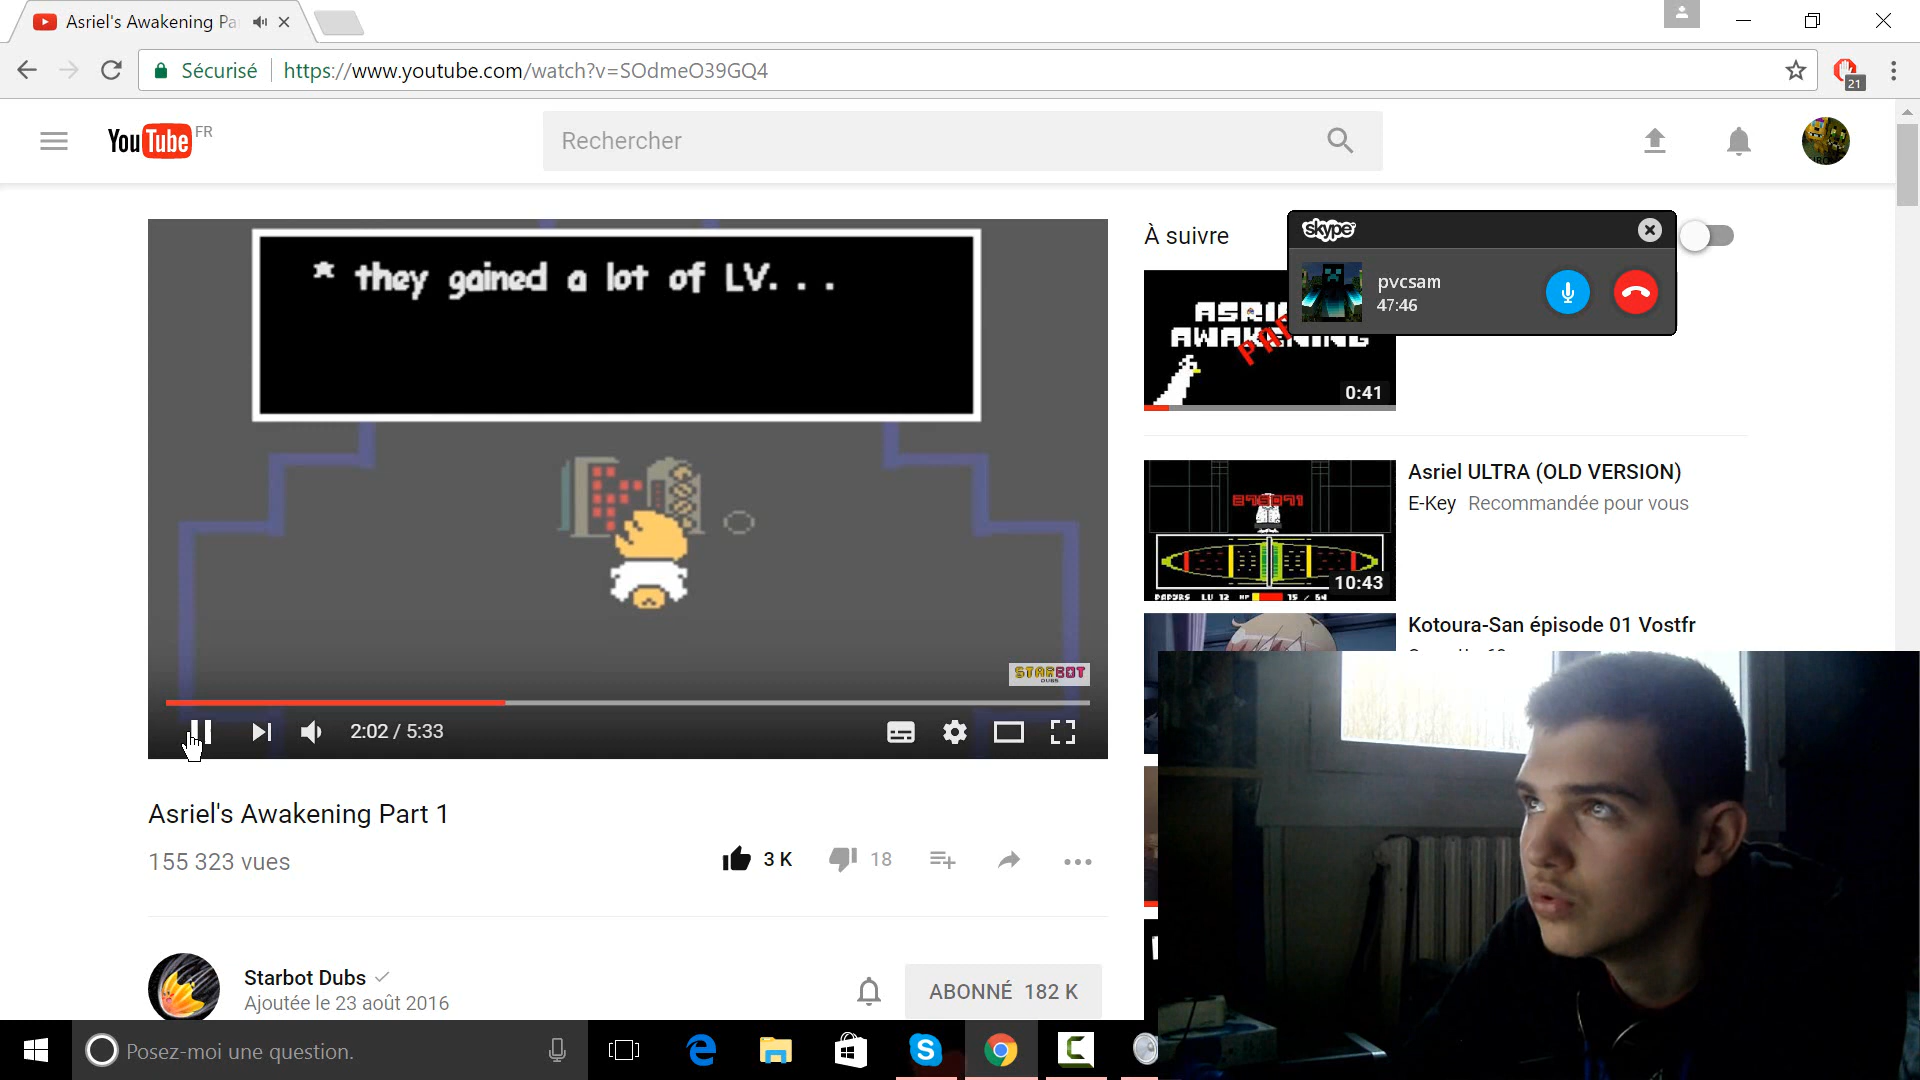 Asriel's Awakening Pa
Sécurisé
https://www.youtube.com/watch?v=SOdmeO39GQ4
21
YouTube FR
Rechercher
* they gained a lot of LV. . .
STARBOT
DUBS
2:02 / 5:33
À suivre
skype
pvcsam
47:46
0:41
Asriel ULTRA (OLD VERSION)
E-Key Recommandée pour vous
10:43
Kotoura-San épisode 01 Vostfr
Asriel's Awakening Part 1
155 323 vues
3 K
18
Starbot Dubs
Ajoutée le 23 août 2016
ABONNÉ 182 K
Posez-moi une question.